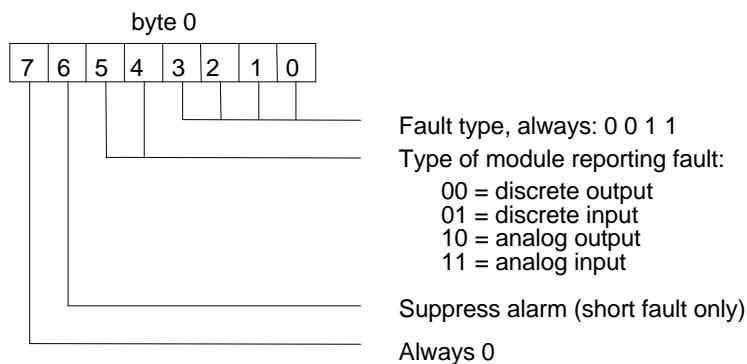 byte 0
7 6 5 4 3 2 1 0
Fault type, always: 0 0 1 1
Type of module reporting fault:
00 = discrete output
01 = discrete input
10 = analog output
11 = analog input
Suppress alarm (short fault only)
Always 0